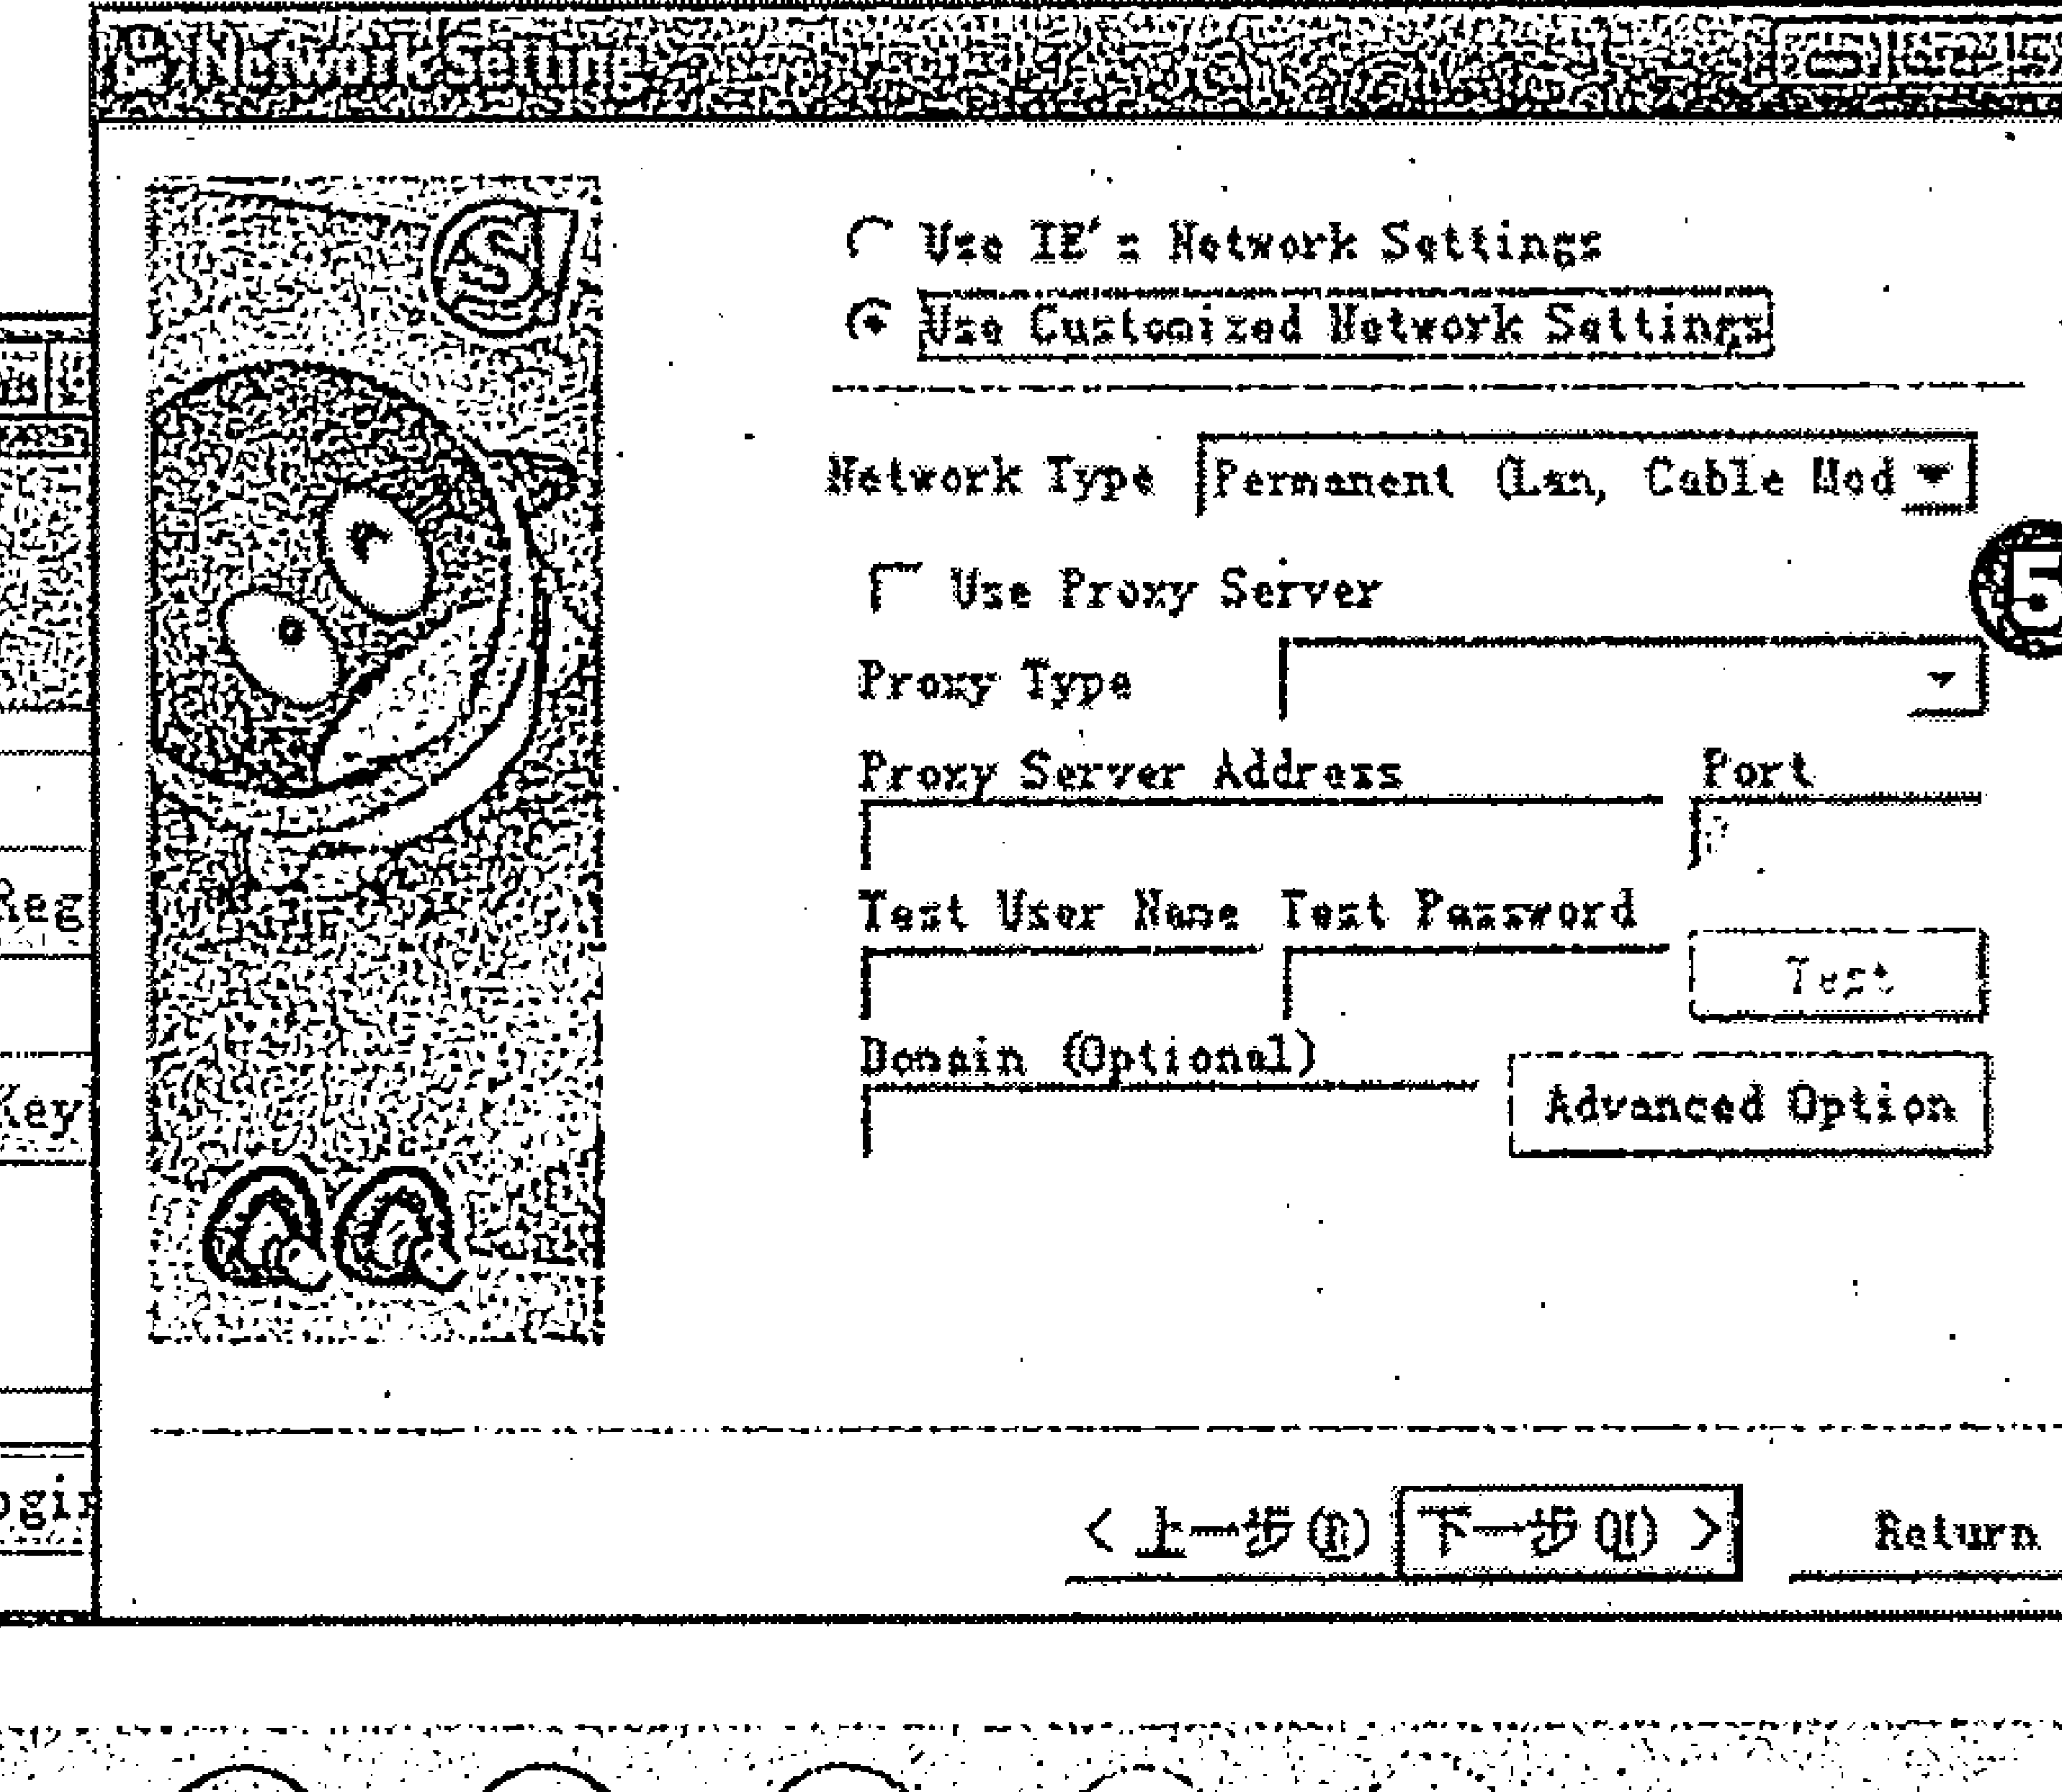 Network Setting
Use IE's Network Settings
Use Customized Network Settings
Network Type Permanent (Lan, Cable Mod
5
Use Proxy Server
Proxy Type
Proxy Server Address Port
Reg
Test User Name Test Password
Test
Domain (Optional)
Key
Advanced Option
ogin
< 上一步(B) 下一步(N) > Return